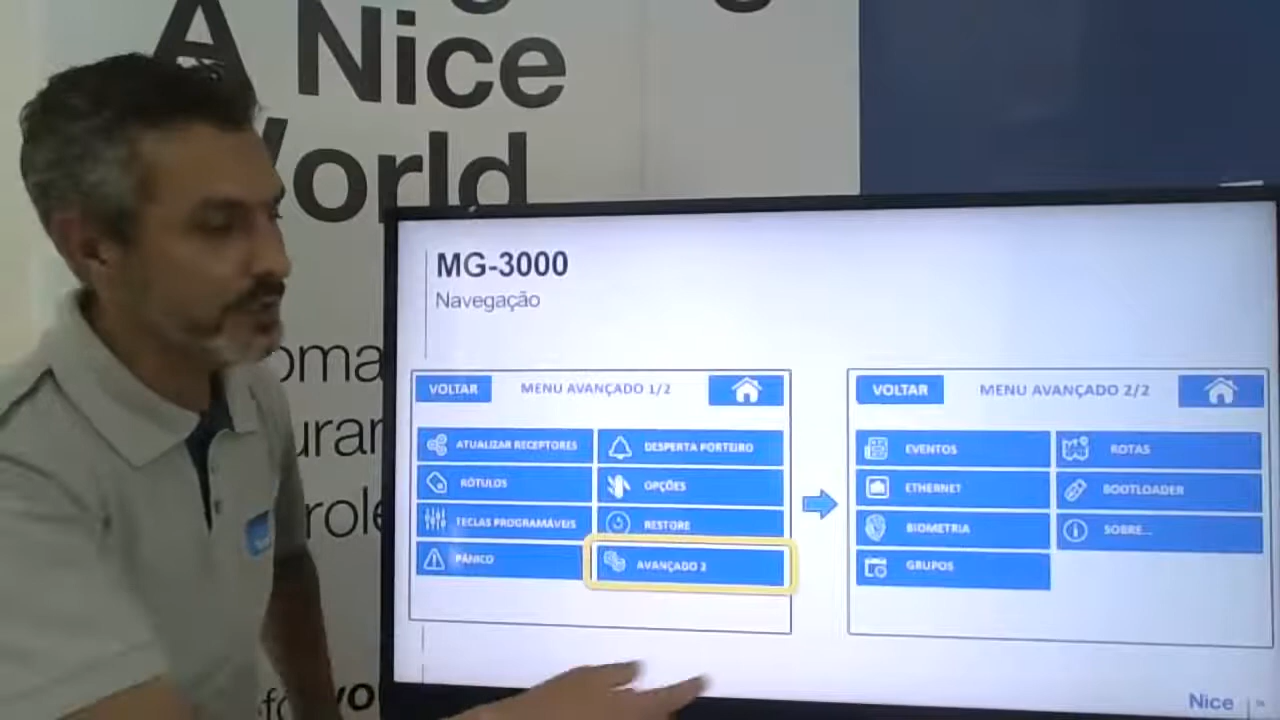 A Nice
World
MG-3000
Navegação
VOLTAR
MENU AVANÇADO 1/2
ATUALIZAR RECEPTORES
DESPERTA PORTEIRO
RÓTULOS
OPÇÕES
TECLAS PROGRAMÁVEIS
RESTORE
PÂNICO
AVANÇADO 2
VOLTAR
MENU AVANÇADO 2/2
EVENTOS
ROTAS
ETHERNET
BOOTLOADER
BIOMETRIA
SOBRE...
GRUPOS
Nice